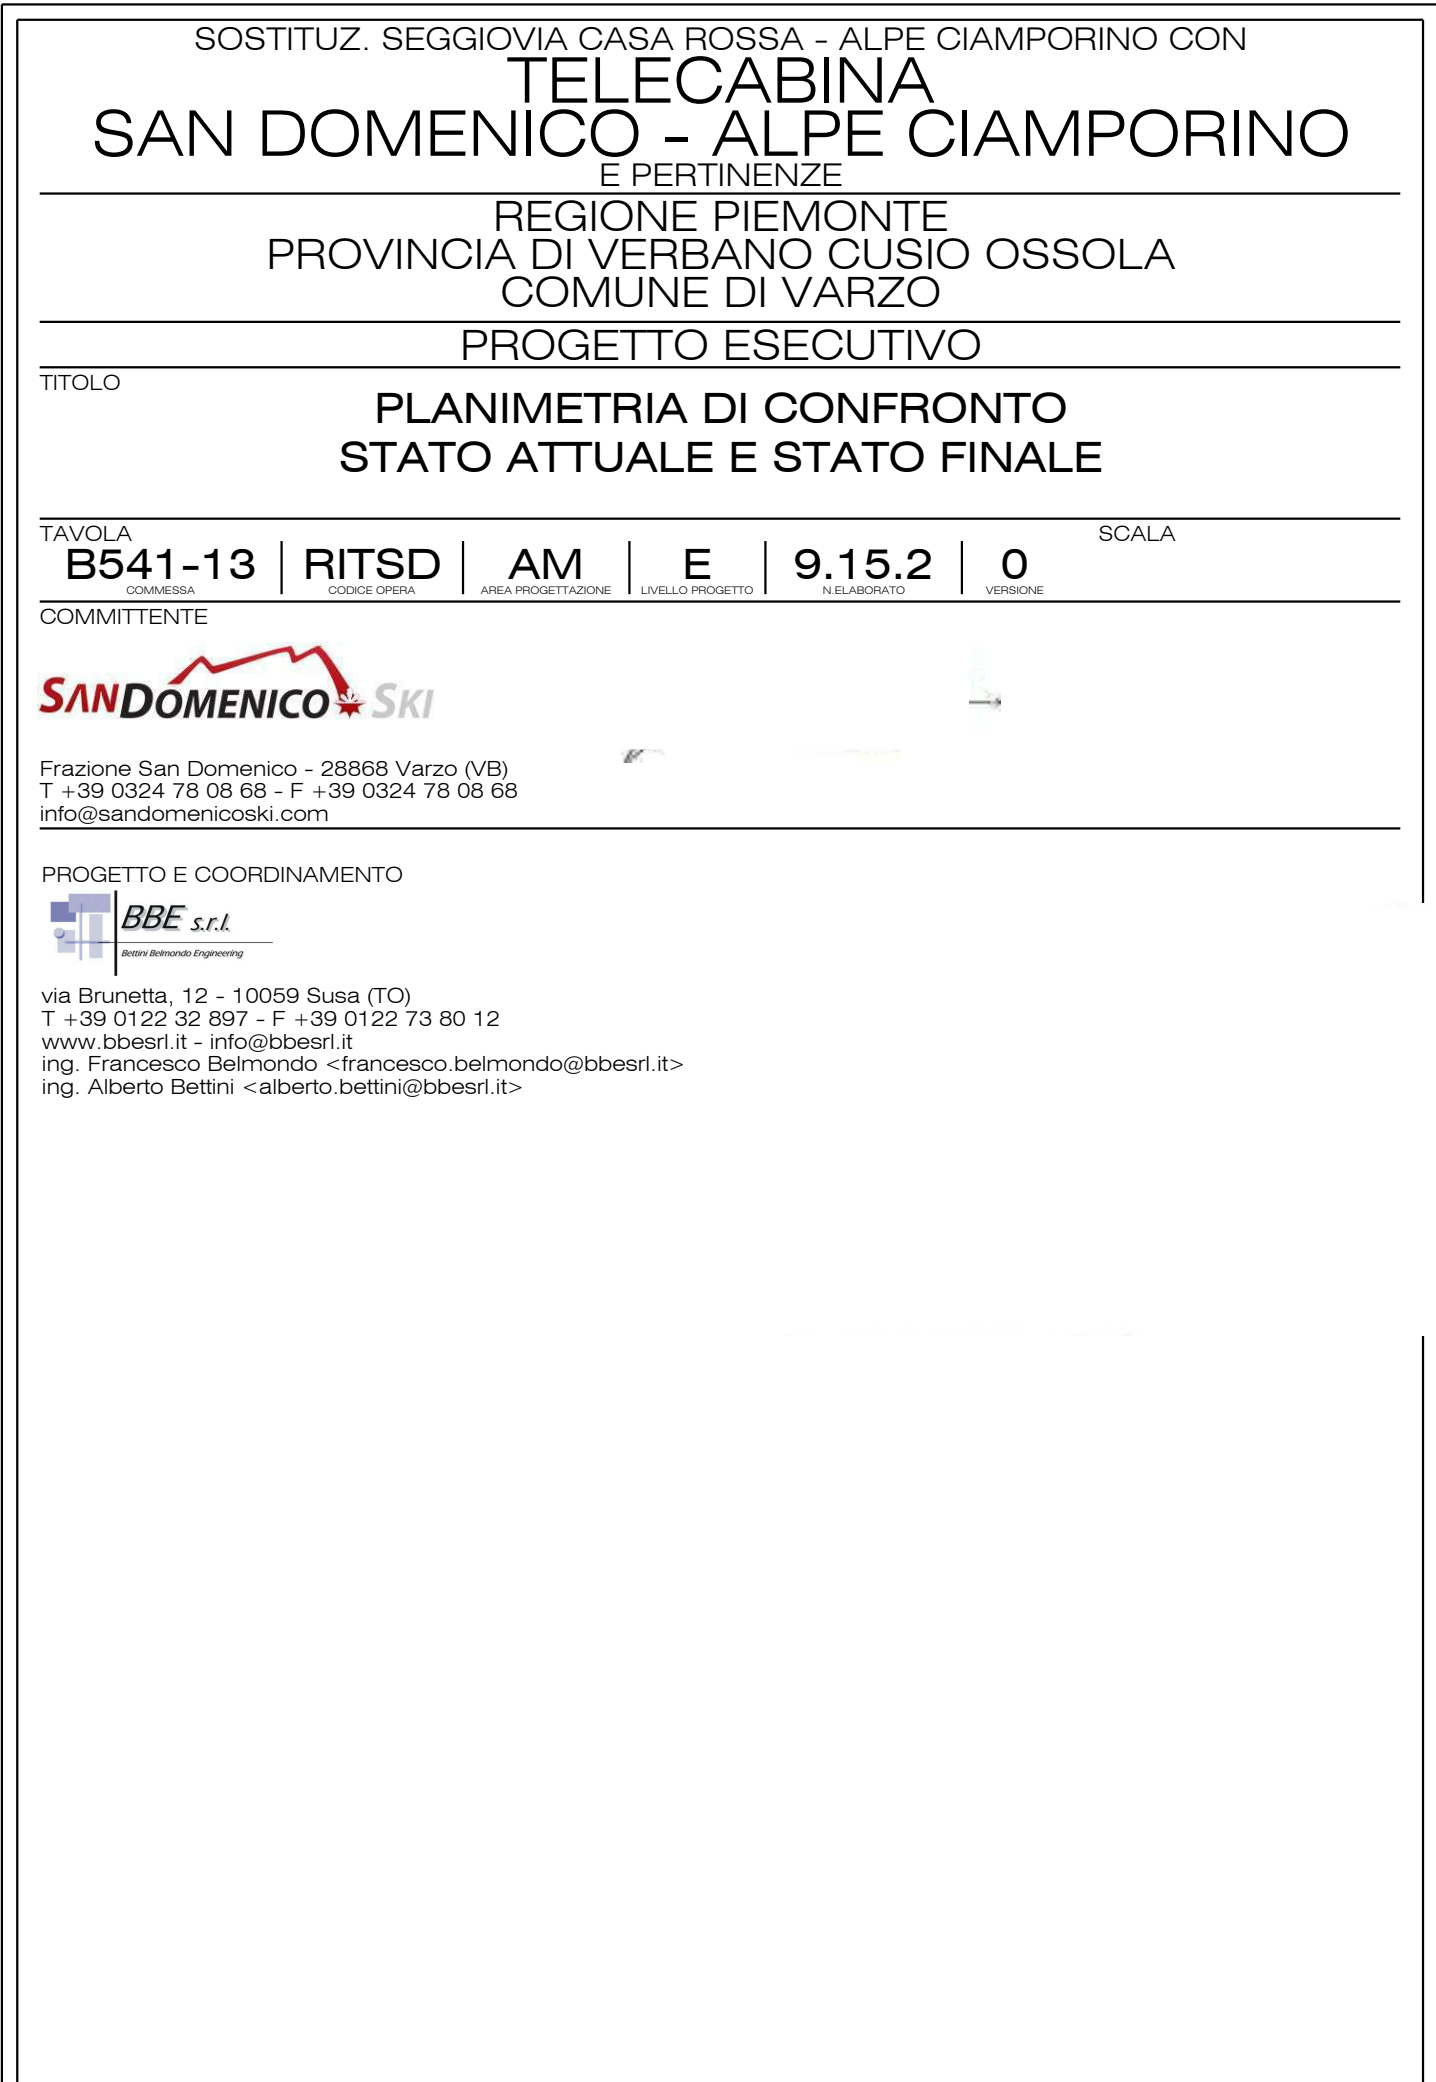 SOSTITUZ. SEGGIOVIA CASA ROSSA - ALPE CIAMPORINO CON
TELECABINA
SAN DOMENICO - ALPE CIAMPORINO
E PERTINENZE
REGIONE PIEMONTE
PROVINCIA DI VERBANO CUSIO OSSOLA
COMUNE DI VARZO
PROGETTO ESECUTIVO
TITOLO
PLANIMETRIA DI CONFRONTO
STATO ATTUALE E STATO FINALE
TAVOLA SCALA
B541-13 RITSD AM E 9.15.2 0
COMMESSA CODICE OPERA AREA PROGETTAZIONE LIVELLO PROGETTO N.ELABORATO VERSIONE
COMMITTENTE
SANDOMENICO SKI
Frazione San Domenico - 28868 Varzo (VB)
T +39 0324 78 08 68 - F +39 0324 78 08 68
info@sandomenicoski.com
PROGETTO E COORDINAMENTO
BBE s.r.l.
Bettini Belmondo Engineering
via Brunetta, 12 - 10059 Susa (TO)
T +39 0122 32 897 - F +39 0122 73 80 12
www.bbesrl.it - info@bbesrl.it
ing. Francesco Belmondo <francesco.belmondo@bbesrl.it>
ing. Alberto Bettini <alberto.bettini@bbesrl.it>